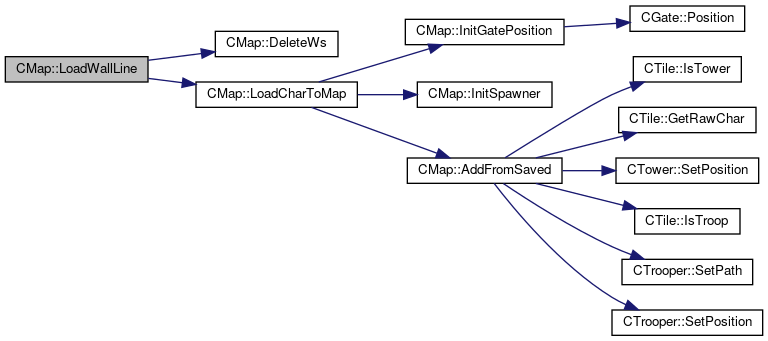 CMap::LoadWallLine
CMap::DeleteWs
CMap::LoadCharToMap
CMap::InitGatePosition
CMap::InitSpawner
CMap::AddFromSaved
CGate::Position
CTile::IsTower
CTile::GetRawChar
CTower::SetPosition
CTile::IsTroop
CTrooper::SetPath
CTrooper::SetPosition